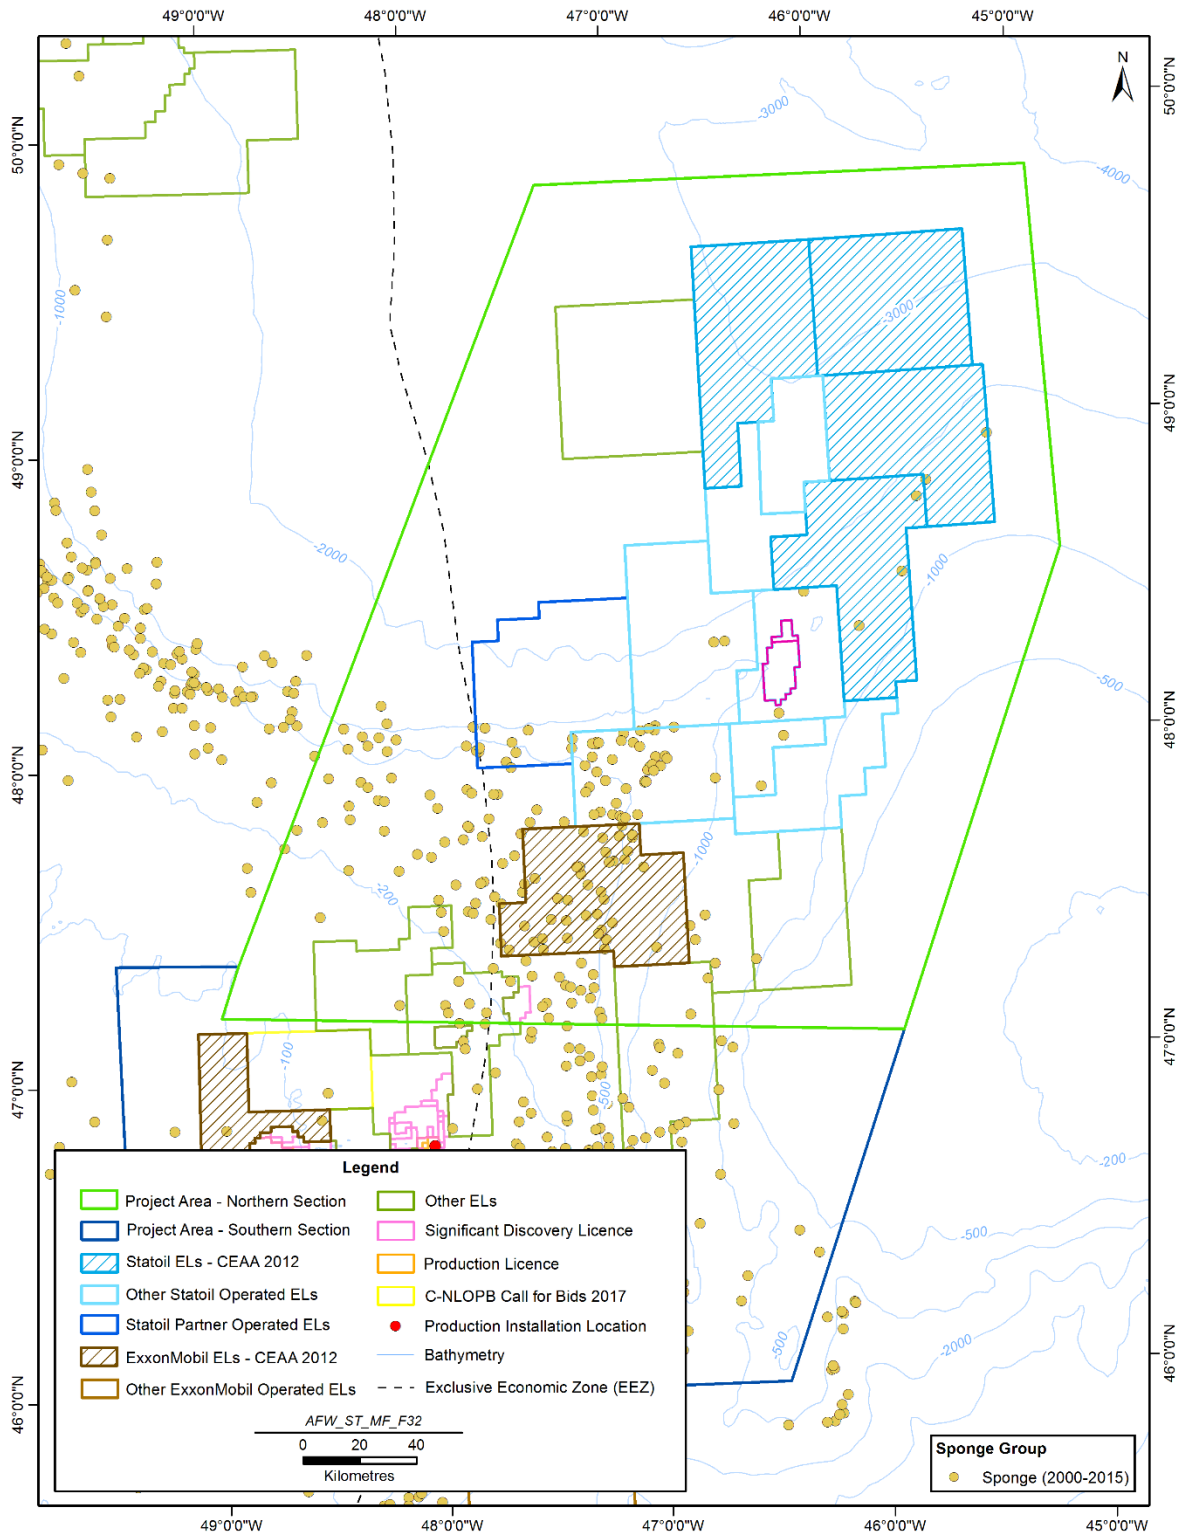 49°0'0"W 48°0'0"W 47°0'0"W 46°0'0"W 45°0'0"W
N
50°0'0"N
50°0'0"N
-3000
-4000
-1000
-3000
49°0'0"N
49°0'0"N
-2000
-1000
-500
48°0'0"N
48°0'0"N
-1000
-200
47°0'0"N
47°0'0"N
-100
-500
-200
-500
-500
-2000
46°0'0"N
46°0'0"N
Legend
Project Area - Northern Section
Project Area - Southern Section
Statoil ELs - CEAA 2012
Other Statoil Operated ELs
Statoil Partner Operated ELs
ExxonMobil ELs - CEAA 2012
Other ExxonMobil Operated ELs
Other ELs
Significant Discovery Licence
Production Licence
C-NLOPB Call for Bids 2017
Production Installation Location
Bathymetry
Exclusive Economic Zone (EEZ)
AFW_ST_MF_F32
0 20 40
Kilometres
Sponge Group
Sponge (2000-2015)
49°0'0"W 48°0'0"W 47°0'0"W 46°0'0"W 45°0'0"W